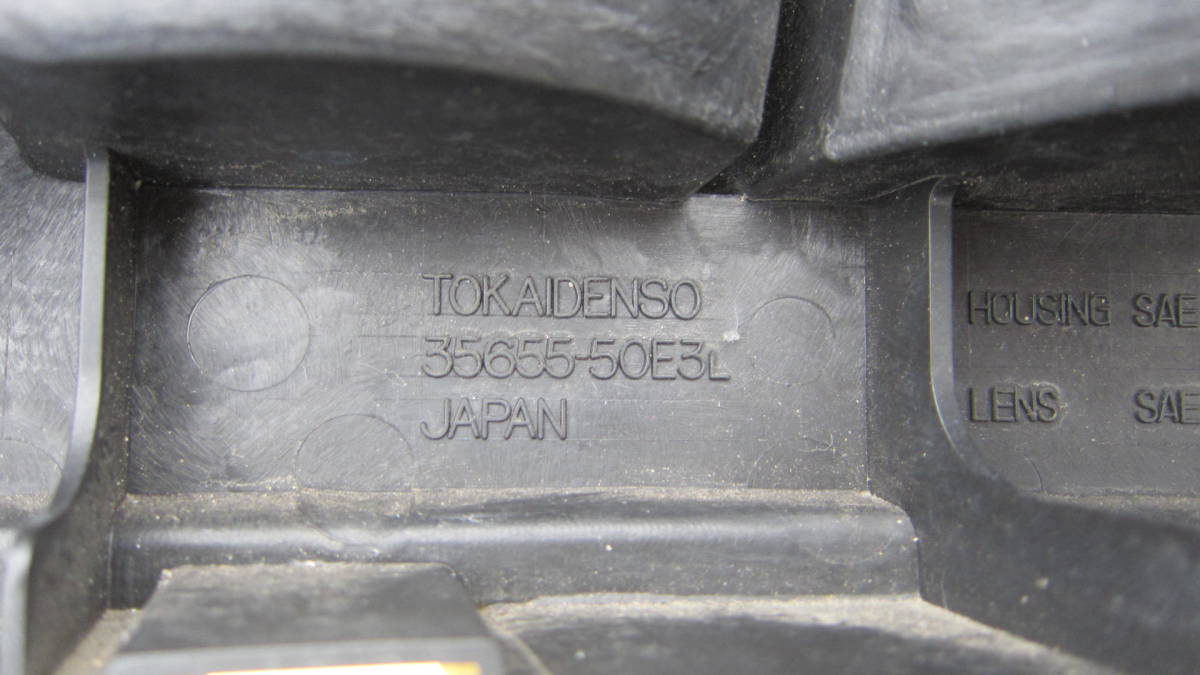 TOKAIDENSO
35655-50E3L
JAPAN
HOUSING SAE
LENS SAE